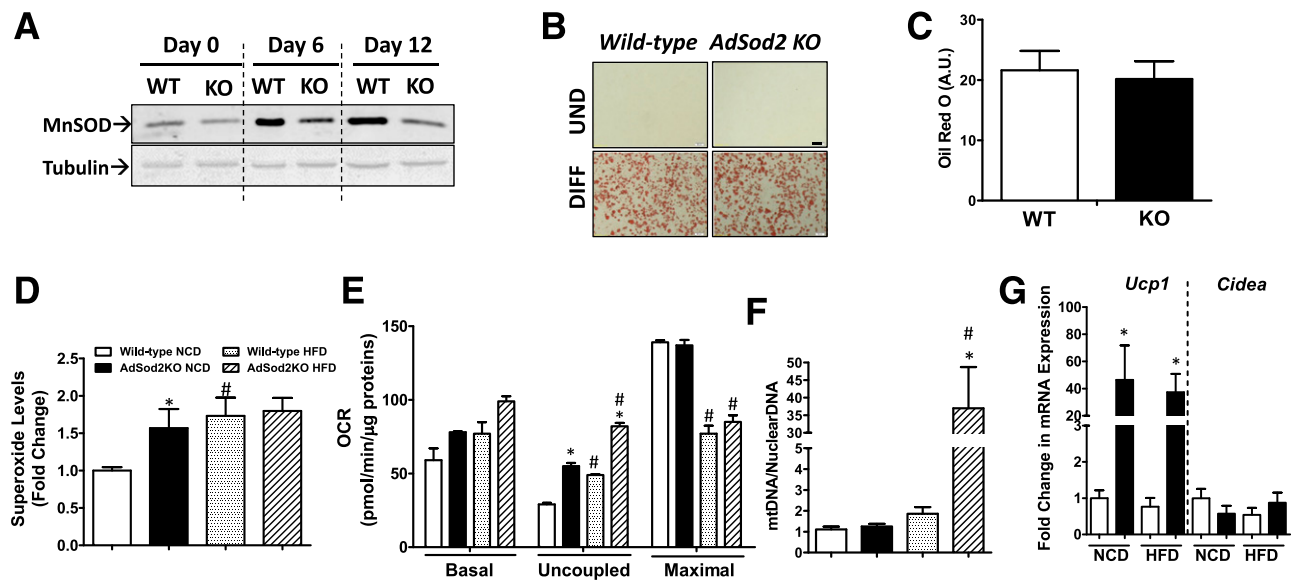 A
Day 0 Day 6 Day 12
WT KO WT KO WT KO
MnSOD→
Tubulin→
B
Wild-type AdSod2 KO
UND
DIFF
C
Oil Red O (A.U.)
30
20
10
0
WT KO
D
Superoxide Levels
(Fold Change)
2.5
2.0
1.5
1.0
0.5
0.0
Wild-type NCD
AdSod2KO NCD
Wild-type HFD
AdSod2KO HFD
* #
E
OCR
(pmol/min/µg proteins)
150
100
50
0
* # # * # #
Basal Uncoupled Maximal
F
mtDNA/NuclearDNA
50
45
40
35
30
25
6
5
4
3
2
1
0
#
*
G
Ucp1 Cidea
Fold Change in mRNA Expression
100
80
60
40
20
3
2
1
0
* *
NCD HFD NCD HFD